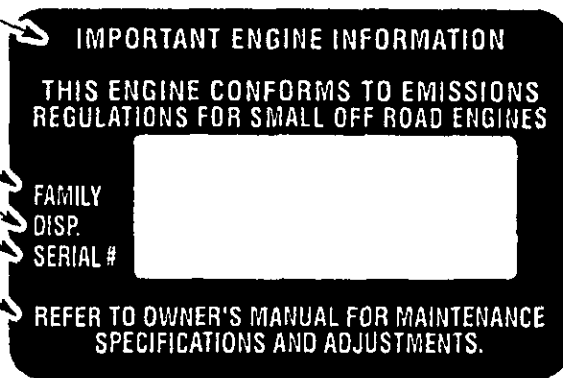 IMPORTANT ENGINE INFORMATION
THIS ENGINE CONFORMS TO EMISSIONS
REGULATIONS FOR SMALL OFF ROAD ENGINES
FAMILY
DISP.
SERIAL #
REFER TO OWNER'S MANUAL FOR MAINTENANCE
SPECIFICATIONS AND ADJUSTMENTS.